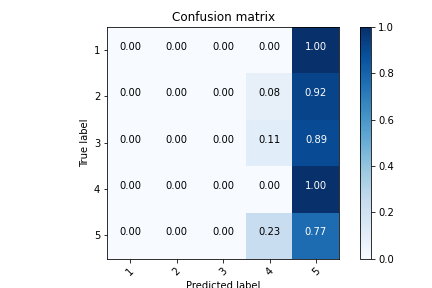 Confusion matrix
True label
1 0.00 0.00 0.00 0.00 1.00
2 0.00 0.00 0.00 0.08 0.92
3 0.00 0.00 0.00 0.11 0.89
4 0.00 0.00 0.00 0.00 1.00
5 0.00 0.00 0.00 0.23 0.77
1 2 3 4 5
Predicted label
1.0
0.8
0.6
0.4
0.2
0.0